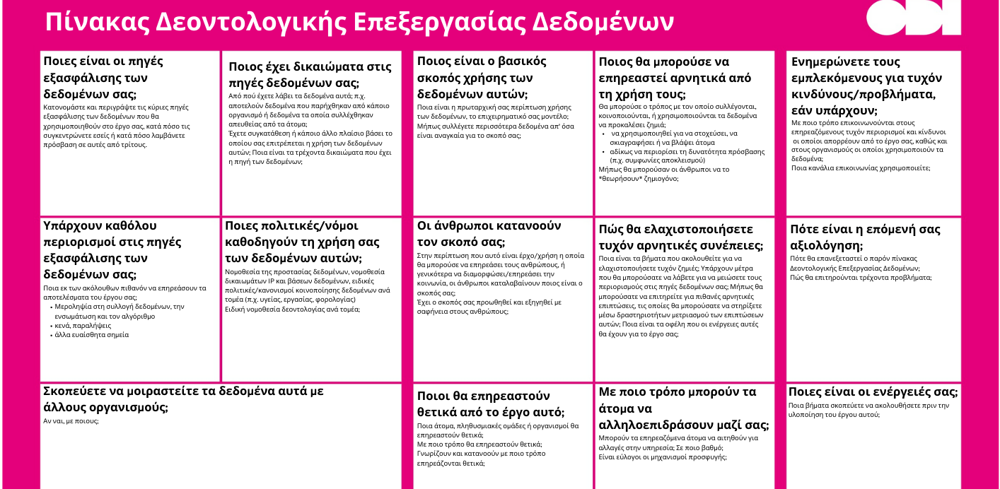 Πίνακας Δεοντολογικής Επεξεργασίας Δεδομένων
ODI
Ποιες είναι οι πηγές
εξασφάλισης των
δεδομένων σας;
Κατονομάστε και περιγράψτε τις κύριες πηγές
εξασφάλισης των δεδομένων που θα
χρησιμοποιηθούν στο έργο σας, κατά πόσο τις
συγκεντρώνετε εσείς ή κατά πόσο λαμβάνετε
πρόσβαση σε αυτές από τρίτους.
Ποιος έχει δικαιώματα στις
πηγές δεδομένων σας;
Από πού έχετε λάβει τα δεδομένα αυτά; π.χ.
αποτελούν δεδομένα που παρήχθηκαν από κάποιο
οργανισμό ή δεδομένα τα οποία συλλέχθηκαν
απευθείας από τα άτομα;
Έχετε συγκατάθεση ή κάποιο άλλο πλαίσιο βάσει το
οποίου σας επιτρέπεται η χρήση των δεδομένων
αυτών; Ποια είναι τα τρέχοντα δικαιώματα που έχει
η πηγή των δεδομένων;
Ποιος είναι ο βασικός
σκοπός χρήσης των
δεδομένων αυτών;
Ποια είναι η πρωταρχική σας περίπτωση χρήσης
των δεδομένων, το επιχειρηματικό σας μοντέλο;
Μήπως συλλέγετε περισσότερα δεδομένα απ' όσα
είναι αναγκαία για το σκοπό σας;
Ποιος θα μπορούσε να
επηρεαστεί αρνητικά από
τη χρήση τους;
Θα μπορούσε ο τρόπος με τον οποίο συλλέγονται,
κοινοποιούνται, ή χρησιμοποιούνται τα δεδομένα
να προκαλέσει ζημιά;
• να χρησιμοποιηθεί για να στοχεύσει, να
σκιαγραφήσει ή να βλάψει άτομα
• αδίκως να περιορίσει τη δυνατότητα πρόσβασης
(π.χ. συμφωνίες αποκλεισμού)
Μήπως θα μπορούσαν οι άνθρωποι να το
*θεωρήσουν* ζημιογόνο;
Ενημερώνετε τους
εμπλεκόμενους για τυχόν
κινδύνους/προβλήματα,
εάν υπάρχουν;
Με ποιο τρόπο επικοινωνούνται στους
επηρεαζόμενους τυχόν περιορισμοί και κίνδυνοι
οι οποίοι απορρέουν από το έργο σας, καθώς και
στους οργανισμούς οι οποίοι χρησιμοποιούν τα
δεδομένα;
Ποια κανάλια επικοινωνίας χρησιμοποιείτε;
Υπάρχουν καθόλου
περιορισμοί στις πηγές
εξασφάλισης των
δεδομένων σας;
Ποια εκ των ακόλουθων πιθανόν να επηρεάσουν τα
αποτελέσματα του έργου σας;
• Μεροληψία στη συλλογή δεδομένων, την
ενσωμάτωση και τον αλγόριθμο
• κενά, παραλήψεις
• άλλα ευαίσθητα σημεία
Ποιες πολιτικές/νόμοι
καθοδηγούν τη χρήση σας
των δεδομένων αυτών;
Νομοθεσία της προστασίας δεδομένων, νομοθεσία
δικαιωμάτων IP και βάσεων δεδομένων, ειδικές
πολιτικές/κανονισμοί κοινοποίησης δεδομένων ανά
τομέα (π.χ. υγείας, εργασίας, φορολογίας)
Ειδική νομοθεσία δεοντολογίας ανά τομέα;
Οι άνθρωποι κατανοούν
τον σκοπό σας;
Στην περίπτωση που αυτό είναι έρχο/χρήση η οποία
θα μπορούσε να επηρεάσει τους ανθρώπους, ή
γενικότερα να διαμορφώσει/επηρεάσει την
κοινωνία, οι άνθρωποι καταλαβαίνουν ποιος είναι ο
σκοπός σας;
Έχει ο σκοπός σας προωθηθεί και εξηγηθεί με
σαφήνεια στους ανθρώπους;
Πώς θα ελαχιστοποιήσετε
τυχόν αρνητικές συνέπειες;
Ποια είναι τα βήματα που ακολουθείτε για να
ελαχιστοποιήσετε τυχόν ζημιές; Υπάρχουν μέτρα
που θα μπορούσατε να λάβετε για να μειώσετε τους
περιορισμούς στις πηγές δεδομένων σας; Μήπως θα
μπορούσατε να επιτηρείτε για πιθανές αρνητικές
επιπτώσεις, τις οποίες θα μπορούσατε να στηρίξετε
μέσω δραστηριοτήτων μετριασμού των επιπτώσεων
αυτών; Ποια είναι τα οφέλη που οι ενέργειες αυτές
θα έχουν για το έργο σας;
Πότε είναι η επόμενή σας
αξιολόγηση;
Πότε θα επανεξεταστεί ο παρόν πίνακας
Δεοντολογικής Επεξεργασίας Δεδομένων;
Πώς θα επιτηρούνται τρέχοντα προβλήματα;
Σκοπεύετε να μοιραστείτε τα δεδομένα αυτά με
άλλους οργανισμούς;
Αν ναι, με ποιους;
Ποιοι θα επηρεαστούν
θετικά από το έργο αυτό;
Ποια άτομα, πληθυσμιακές ομάδες ή οργανισμοί θα
επηρεαστούν θετικά;
Με ποιο τρόπο θα επηρεαστούν θετικά;
Γνωρίζουν και κατανοούν με ποιο τρόπο
επηρεάζονται θετικά;
Με ποιο τρόπο μπορούν τα
άτομα να
αλληλοεπιδράσουν μαζί σας;
Μπορούν τα επηρεαζόμενα άτομα να αιτηθούν για
αλλαγές στην υπηρεσία; Σε ποιο βαθμό;
Είναι εύλογοι οι μηχανισμοί προσφυγής;
Ποιες είναι οι ενέργειές σας;
Ποια βήματα σκοπεύετε να ακολουθήσετε πριν την
υλοποίηση του έργου αυτού;